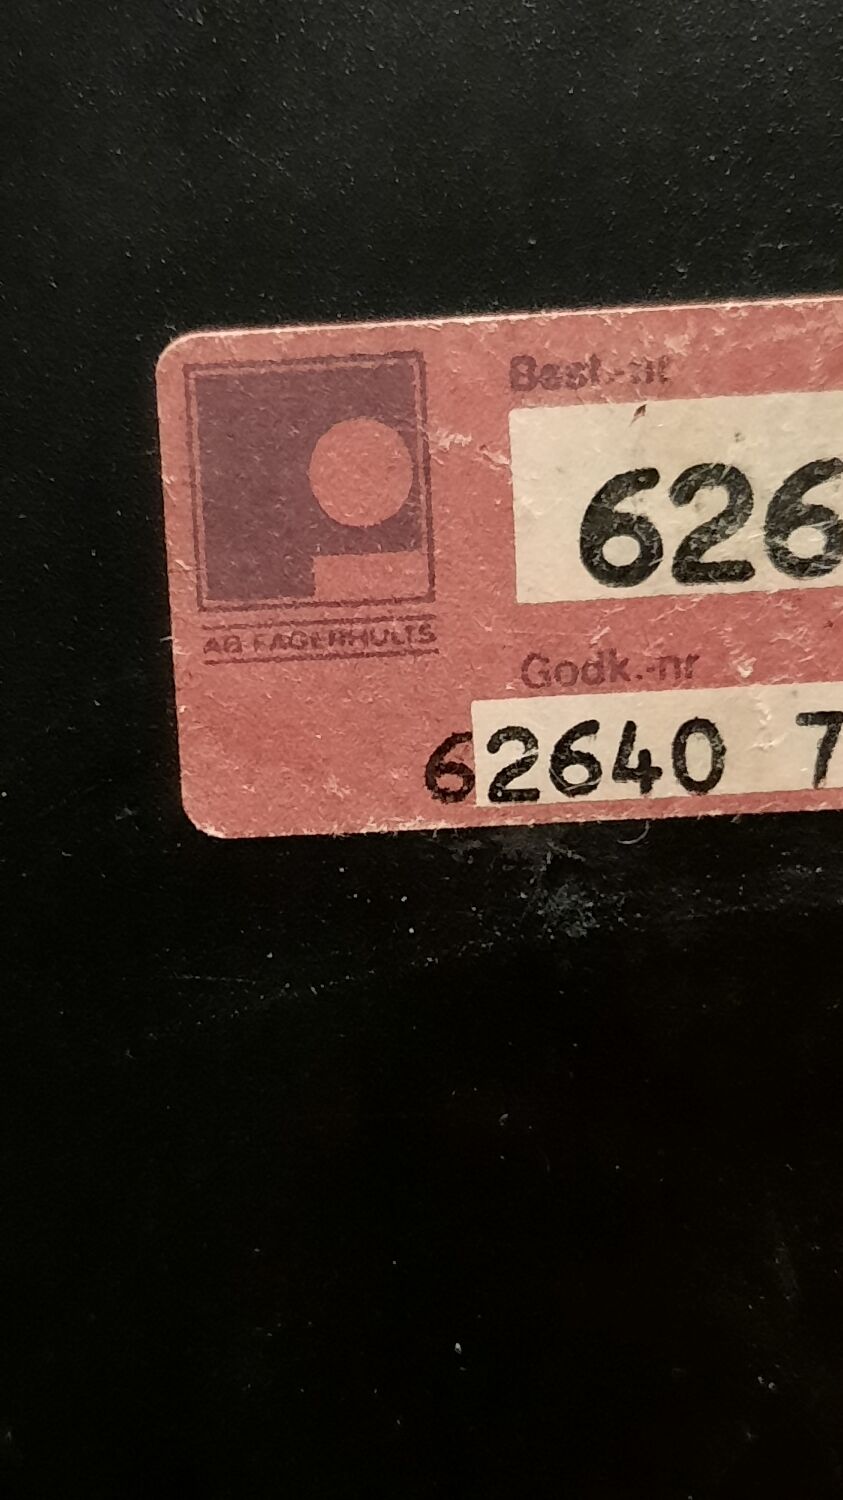 Best.-nr
626
AB FAGERHULTS
Godk.-nr
62640 7